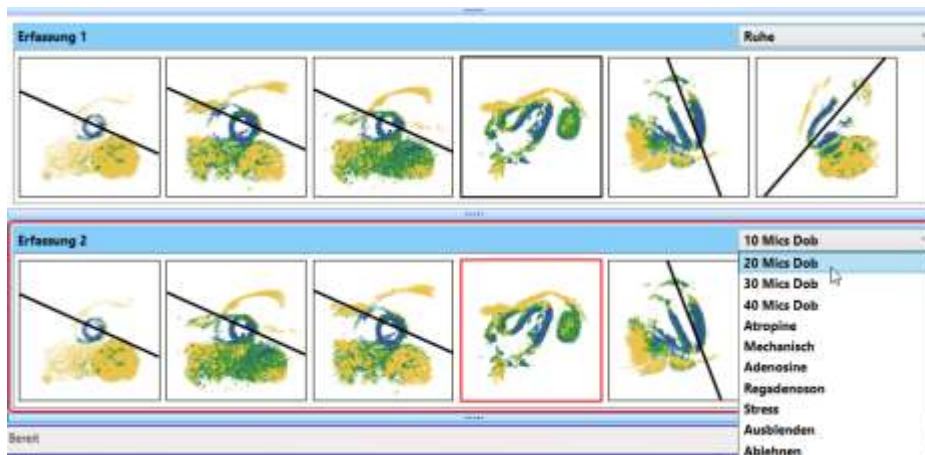 Erfassung 1
Ruhe
Erfassung 2
10 Mics Dob
20 Mics Dob
30 Mics Dob
40 Mics Dob
Atropine
Mechanisch
Adenosine
Regadenoson
Stress
Ausblenden
Ablehnen
Bereit